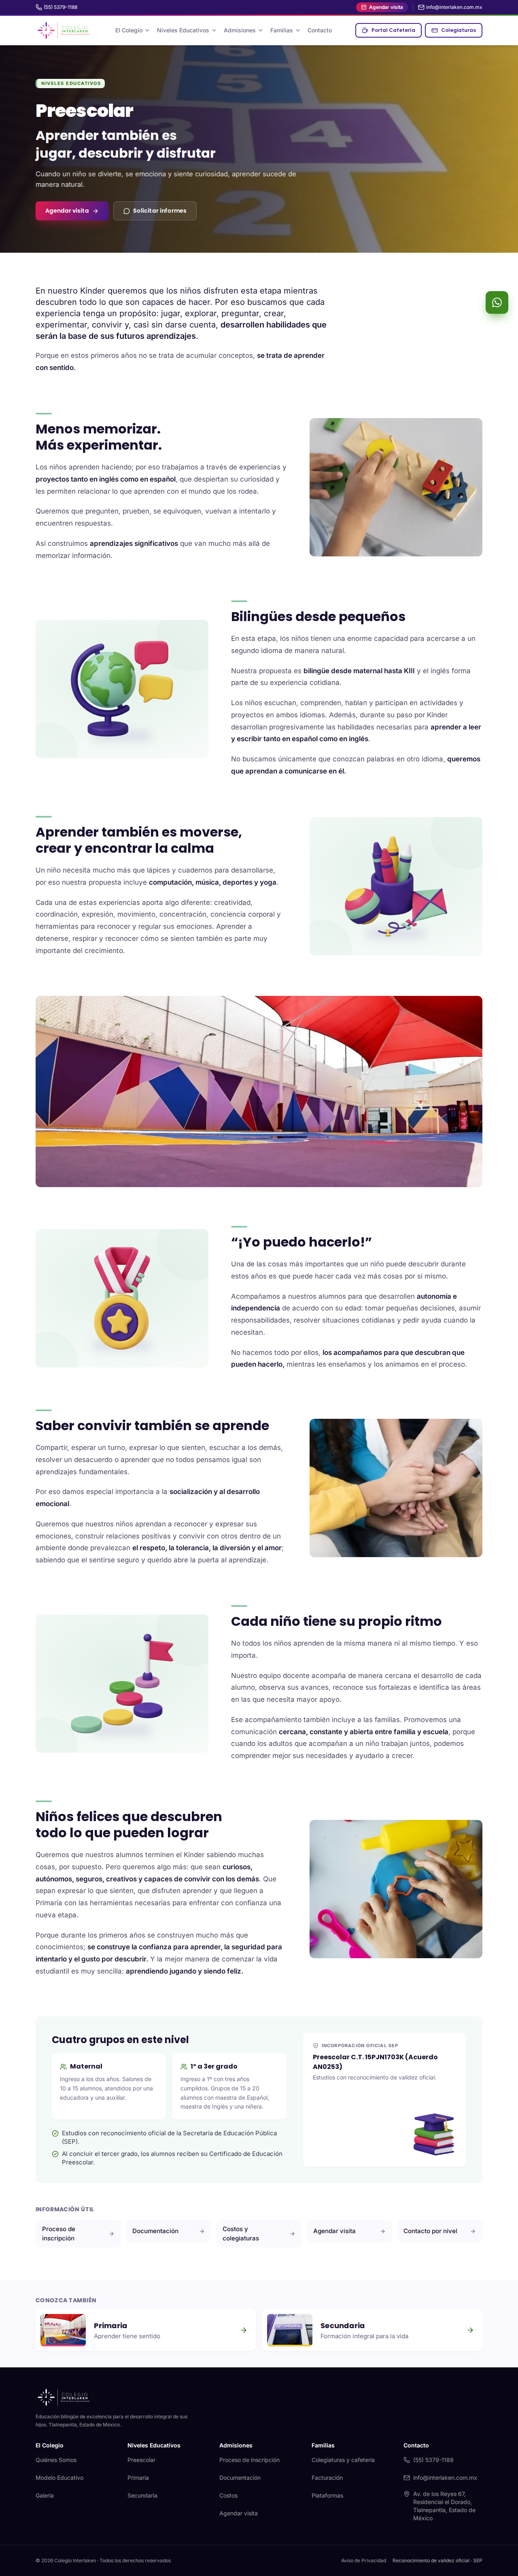 (55) 5379-1188
Agendar visita
info@interlaken.com.mx
COLEGIO
INTERLAKEN
El Colegio
Niveles Educativos
Admisiones
Familias
Contacto
Portal Cafetería
Colegiaturas
NIVELES EDUCATIVOS
Preescolar
Aprender también es
jugar, descubrir y disfrutar
Cuando un niño se divierte, se emociona y siente curiosidad, aprender sucede de
manera natural.
Agendar visita
Solicitar informes
En nuestro Kínder queremos que los niños disfruten esta etapa mientras
descubren todo lo que son capaces de hacer. Por eso buscamos que cada
experiencia tenga un propósito: jugar, explorar, preguntar, crear,
experimentar, convivir y, casi sin darse cuenta, desarrollen habilidades que
serán la base de sus futuros aprendizajes.
Porque en estos primeros años no se trata de acumular conceptos, se trata de aprender
con sentido.
Menos memorizar.
Más experimentar.
Los niños aprenden haciendo; por eso trabajamos a través de experiencias y
proyectos tanto en inglés como en español, que despiertan su curiosidad y
les permiten relacionar lo que aprenden con el mundo que los rodea.
Queremos que pregunten, prueben, se equivoquen, vuelvan a intentarlo y
encuentren respuestas.
Así construimos aprendizajes significativos que van mucho más allá de
memorizar información.
Bilingües desde pequeños
En esta etapa, los niños tienen una enorme capacidad para acercarse a un
segundo idioma de manera natural.
Nuestra propuesta es bilingüe desde maternal hasta KIII y el inglés forma
parte de su experiencia cotidiana.
Los niños escuchan, comprenden, hablan y participan en actividades y
proyectos en ambos idiomas. Además, durante su paso por Kínder
desarrollan progresivamente las habilidades necesarias para aprender a leer
y escribir tanto en español como en inglés.
No buscamos únicamente que conozcan palabras en otro idioma, queremos
que aprendan a comunicarse en él.
Aprender también es moverse,
crear y encontrar la calma
Un niño necesita mucho más que lápices y cuadernos para desarrollarse,
por eso nuestra propuesta incluye computación, música, deportes y yoga.
Cada una de estas experiencias aporta algo diferente: creatividad,
coordinación, expresión, movimiento, concentración, conciencia corporal y
herramientas para reconocer y regular sus emociones. Aprender a
detenerse, respirar y reconocer cómo se sienten también es parte muy
importante del crecimiento.
“¡Yo puedo hacerlo!”
Una de las cosas más importantes que un niño puede descubrir durante
estos años es que puede hacer cada vez más cosas por sí mismo.
Acompañamos a nuestros alumnos para que desarrollen autonomía e
independencia de acuerdo con su edad: tomar pequeñas decisiones, asumir
responsabilidades, resolver situaciones cotidianas y pedir ayuda cuando la
necesitan.
No hacemos todo por ellos, los acompañamos para que descubran que
pueden hacerlo, mientras les enseñamos y los animamos en el proceso.
Saber convivir también se aprende
Compartir, esperar un turno, expresar lo que sienten, escuchar a los demás,
resolver un desacuerdo o aprender que no todos pensamos igual son
aprendizajes fundamentales.
Por eso damos especial importancia a la socialización y al desarrollo
emocional.
Queremos que nuestros niños aprendan a reconocer y expresar sus
emociones, construir relaciones positivas y convivir con otros dentro de un
ambiente donde prevalezcan el respeto, la tolerancia, la diversión y el amor;
sabiendo que el sentirse seguro y querido abre la puerta al aprendizaje.
Cada niño tiene su propio ritmo
No todos los niños aprenden de la misma manera ni al mismo tiempo. Y eso
importa.
Nuestro equipo docente acompaña de manera cercana el desarrollo de cada
alumno, observa sus avances, reconoce sus fortalezas e identifica las áreas
en las que necesita mayor apoyo.
Ese acompañamiento también incluye a las familias. Promovemos una
comunicación cercana, constante y abierta entre familia y escuela, porque
cuando los adultos que acompañan a un niño trabajan juntos, podemos
comprender mejor sus necesidades y ayudarlo a crecer.
Niños felices que descubren
todo lo que pueden lograr
Queremos que nuestros alumnos terminen el Kínder sabiendo muchas
cosas, por supuesto. Pero queremos algo más: que sean curiosos,
autónomos, seguros, creativos y capaces de convivir con los demás. Que
sepan expresar lo que sienten, que disfruten aprender y que lleguen a
Primaria con las herramientas necesarias para enfrentar con confianza una
nueva etapa.
Porque durante los primeros años se construyen mucho más que
conocimientos; se construye la confianza para aprender, la seguridad para
intentarlo y el gusto por descubrir. Y la mejor manera de comenzar la vida
estudiantil es muy sencilla: aprendiendo jugando y siendo feliz.
Cuatro grupos en este nivel
Maternal
Ingreso a los dos años. Salones de
10 a 15 alumnos, atendidos por una
educadora y una auxiliar.
1° a 3er grado
Ingreso a 1° con tres años
cumplidos. Grupos de 15 a 20
alumnos con maestra de Español,
maestra de Inglés y una niñera.
Estudios con reconocimiento oficial de la Secretaría de Educación Pública
(SEP).
Al concluir el tercer grado, los alumnos reciben su Certificado de Educación
Preescolar.
INCORPORACIÓN OFICIAL SEP
Preescolar C.T. 15PJN1703K (Acuerdo
AN0253)
Estudios con reconocimiento de validez oficial.
INFORMACIÓN ÚTIL
Proceso de
inscripción
Documentación
Costos y
colegiaturas
Agendar visita
Contacto por nivel
CONOZCA TAMBIÉN
Primaria
Aprender tiene sentido
Secundaria
Formación integral para la vida
COLEGIO
INTERLAKEN
Educación bilingüe de excelencia para el desarrollo integral de sus
hijos. Tlalnepantla, Estado de México.
El Colegio
Quiénes Somos
Modelo Educativo
Galería
Niveles Educativos
Preescolar
Primaria
Secundaria
Admisiones
Proceso de Inscripción
Documentación
Costos
Agendar visita
Familias
Colegiaturas y cafetería
Facturación
Plataformas
Contacto
(55) 5379-1188
info@interlaken.com.mx
Av. de los Reyes 67,
Residencial el Dorado,
Tlalnepantla, Estado de
México
© 2026 Colegio Interlaken · Todos los derechos reservados
Aviso de Privacidad
Reconocimiento de validez oficial · SEP